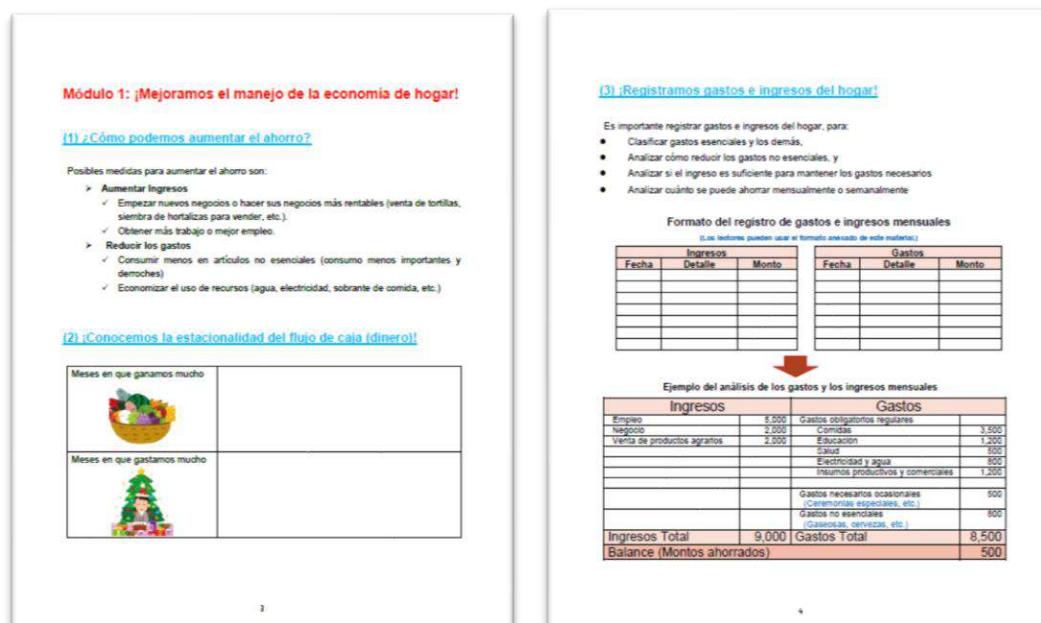 Módulo 1: ¡Mejoramos el manejo de la economía de hogar!
(1) ¿Cómo podemos aumentar el ahorro?
Posibles medidas para aumentar el ahorro son:
➢ Aumentar Ingresos
✓ Empezar nuevos negocios o hacer sus negocios más rentables (venta de tortillas,
siembra de hortalizas para vender, etc.).
✓ Obtener más trabajo o mejor empleo.
➢ Reducir los gastos
✓ Consumir menos en artículos no esenciales (consumo menos importantes y
derroches)
✓ Economizar el uso de recursos (agua, electricidad, sobrante de comida, etc.)
(2) ¡Conocemos la estacionalidad del flujo de caja (dinero)!
Meses en que ganamos mucho
Meses en que gastamos mucho
3
(3) ¡Registramos gastos e ingresos del hogar!
Es importante registrar gastos e ingresos del hogar, para:
● Clasificar gastos esenciales y los demás,
● Analizar cómo reducir los gastos no esenciales, y
● Analizar si el ingreso es suficiente para mantener los gastos necesarios
● Analizar cuánto se puede ahorrar mensualmente o semanalmente
Formato del registro de gastos e ingresos mensuales
(Los lectores pueden usar el formato anexado de este material.)
Ingresos Gastos
Fecha Detalle Monto Fecha Detalle Monto
Ejemplo del análisis de los gastos y los ingresos mensuales
Ingresos Gastos
Empleo 5,000 Gastos obligatorios regulares
Negocio 2,000 Comidas 3,500
Venta de productos agrarios 2,000 Educación 1,200
Salud 500
Electricidad y agua 800
Insumos productivos y comerciales 1,200
Gastos necesarios ocasionales 500
(Ceremonias especiales, etc.)
Gastos no esenciales 800
(Gaseosas, cervezas, etc.)
Ingresos Total 9,000 Gastos Total 8,500
Balance (Montos ahorrados) 500
4